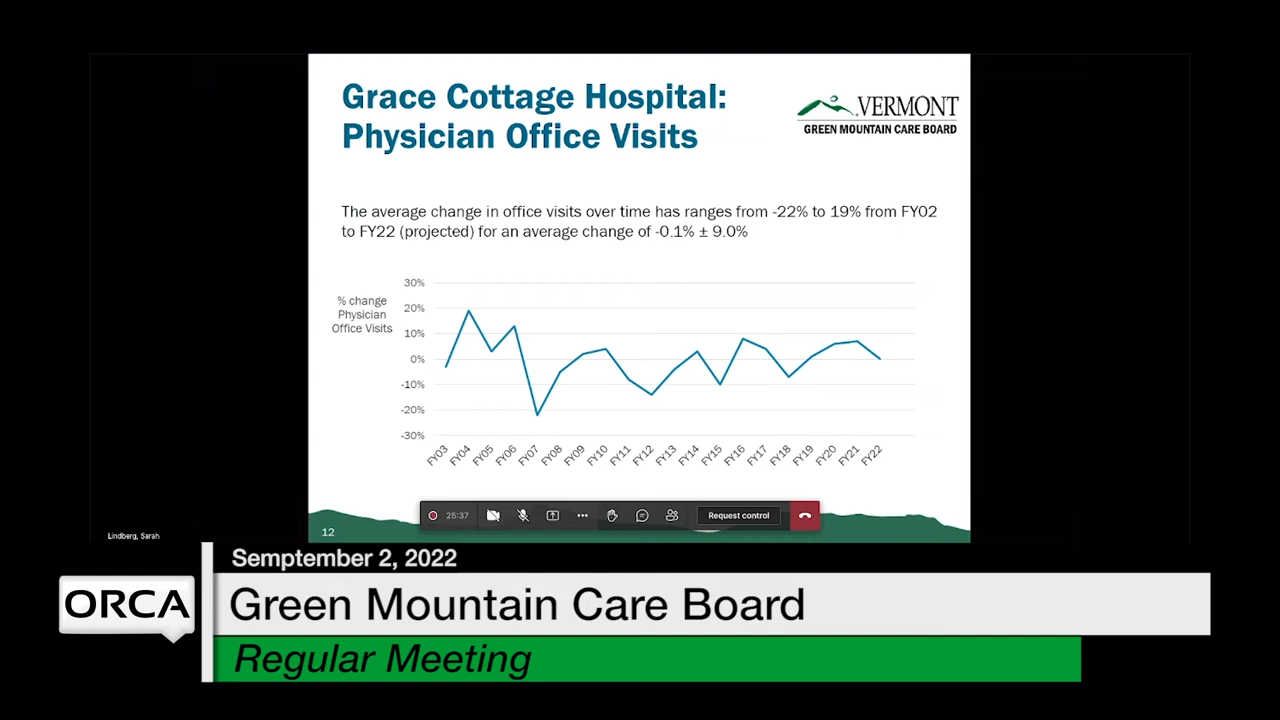 Grace Cottage Hospital:
Physician Office Visits
VERMONT
GREEN MOUNTAIN CARE BOARD
The average change in office visits over time has ranges from -22% to 19% from FY02
to FY22 (projected) for an average change of -0.1% ± 9.0%
% change
Physician
Office Visits
30%
20%
10%
0%
-10%
-20%
-30%
FY03 FY04 FY05 FY06 FY07 FY08 FY09 FY10 FY11 FY12 FY13 FY14 FY15 FY16 FY17 FY18 FY19 FY20 FY21 FY22
25:37
Request control
12
Lindberg, Sarah
Semptember 2, 2022
ORCA
Green Mountain Care Board
Regular Meeting